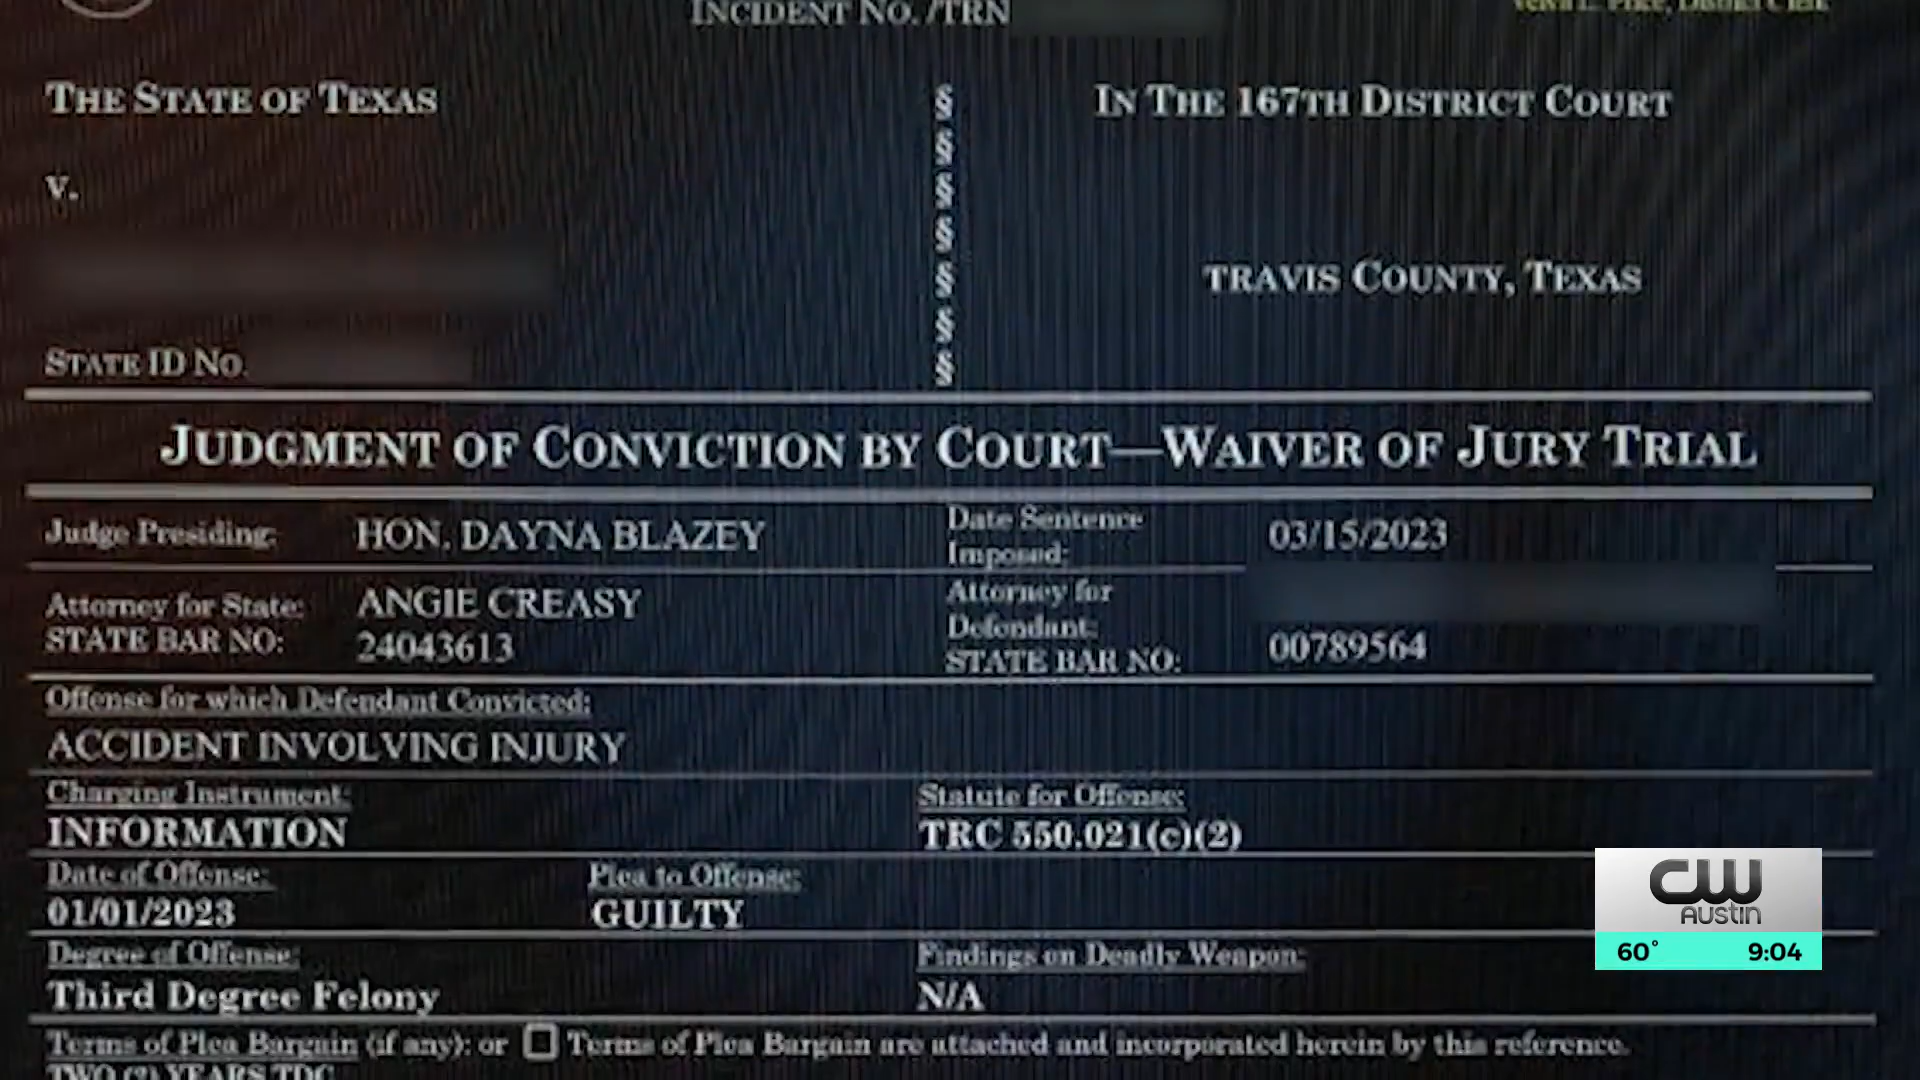 INCIDENT NO. /TRN
THE STATE OF TEXAS
V.
STATE ID NO.
§
§
§
§
§
§
§
IN THE 167TH DISTRICT COURT
TRAVIS COUNTY, TEXAS
JUDGMENT OF CONVICTION BY COURT—WAIVER OF JURY TRIAL
Judge Presiding: HON. DAYNA BLAZEY
Date Sentence
Imposed: 03/15/2023
Attorney for State: ANGIE CREASY
STATE BAR NO: 24043613
Attorney for
Defendant:
STATE BAR NO: 00789564
Offense for which Defendant Convicted:
ACCIDENT INVOLVING INJURY
Charging Instrument: Statute for Offense:
INFORMATION TRC 550.021(c)(2)
Date of Offense: Plea to Offense:
01/01/2023 GUILTY
Degree of Offense: Findings on Deadly Weapon:
Third Degree Felony N/A
Terms of Plea Bargain (if any): or ☐ Terms of Plea Bargain are attached and incorporated herein by this reference.
TWO (2) YEARS TDC
CW
AUSTIN
60° 9:04